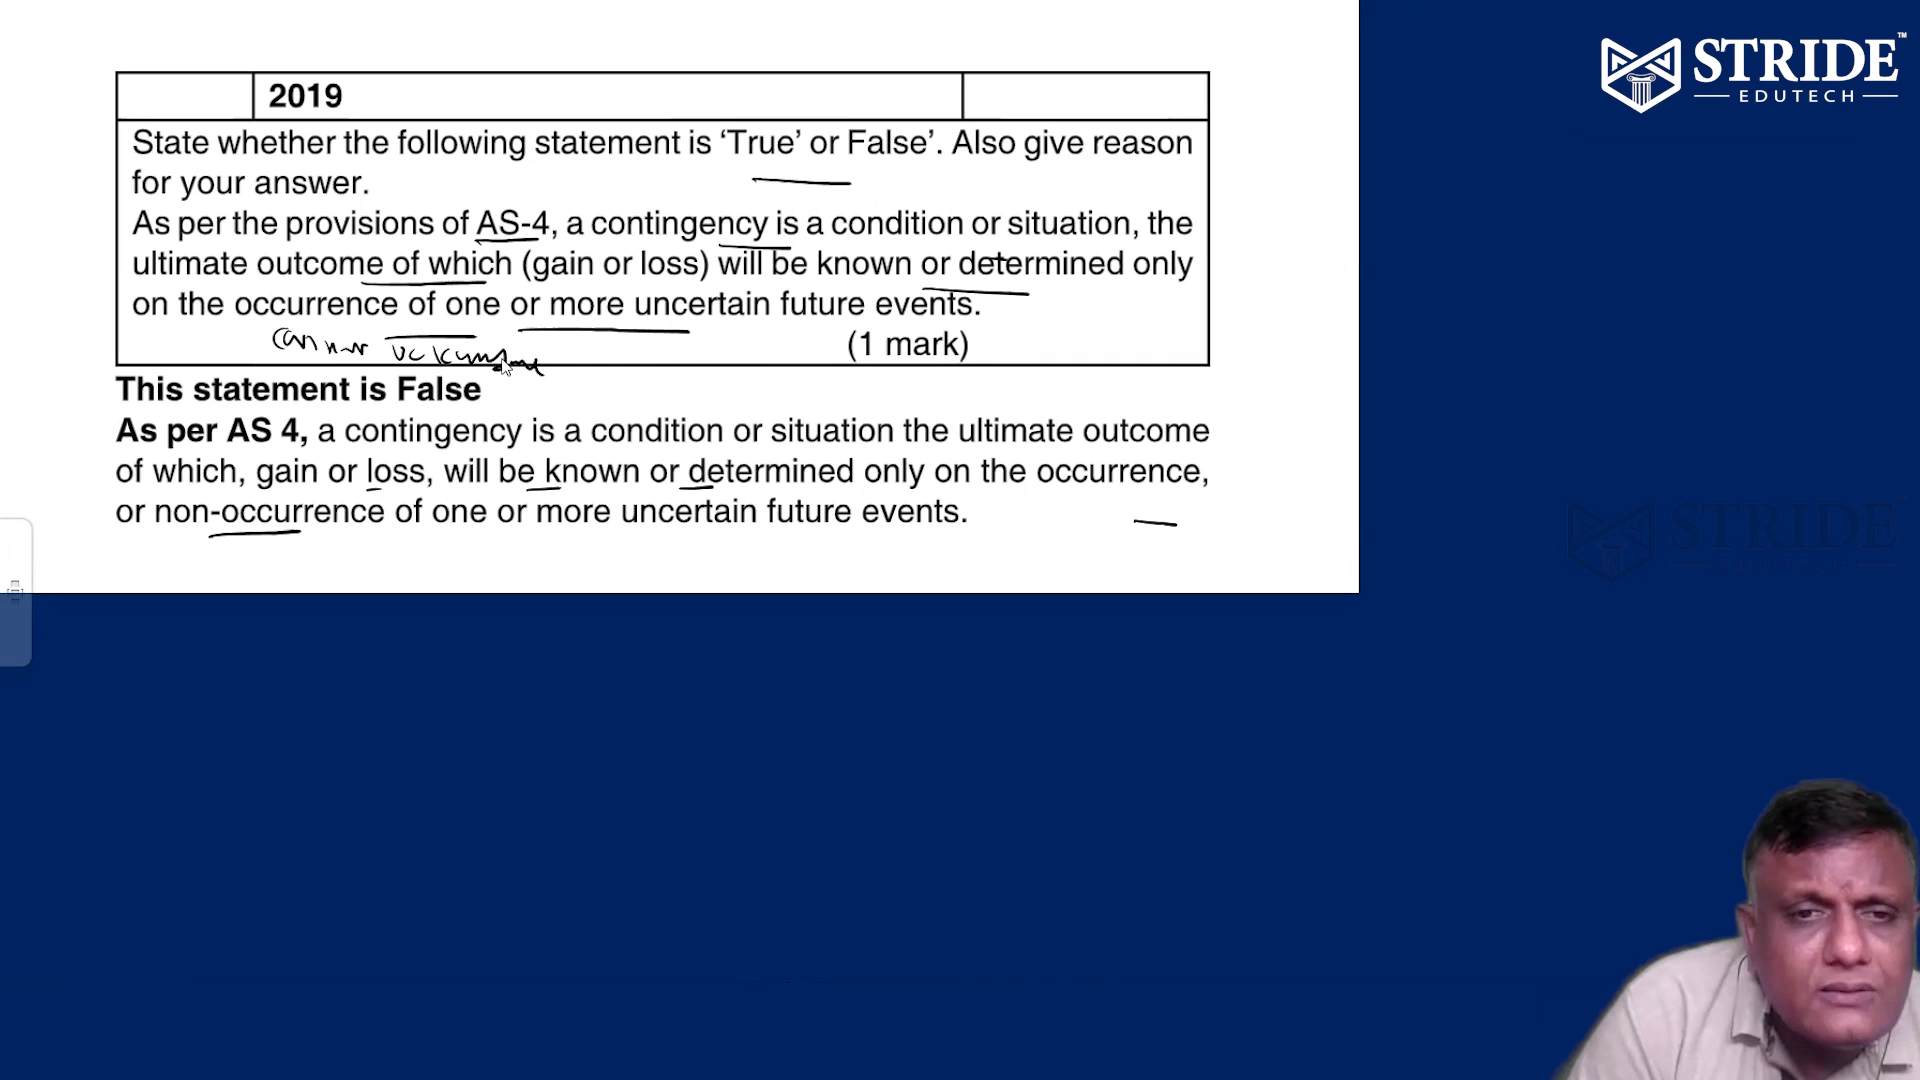 STRIDE
EDUTECH
TM
2019
State whether the following statement is ‘True’ or False’. Also give reason
for your answer.
As per the provisions of AS-4, a contingency is a condition or situation, the
ultimate outcome of which (gain or loss) will be known or determined only
on the occurrence of one or more uncertain future events.
(1 mark)
This statement is False
As per AS 4, a contingency is a condition or situation the ultimate outcome
of which, gain or loss, will be known or determined only on the occurrence,
or non-occurrence of one or more uncertain future events.
STRIDE